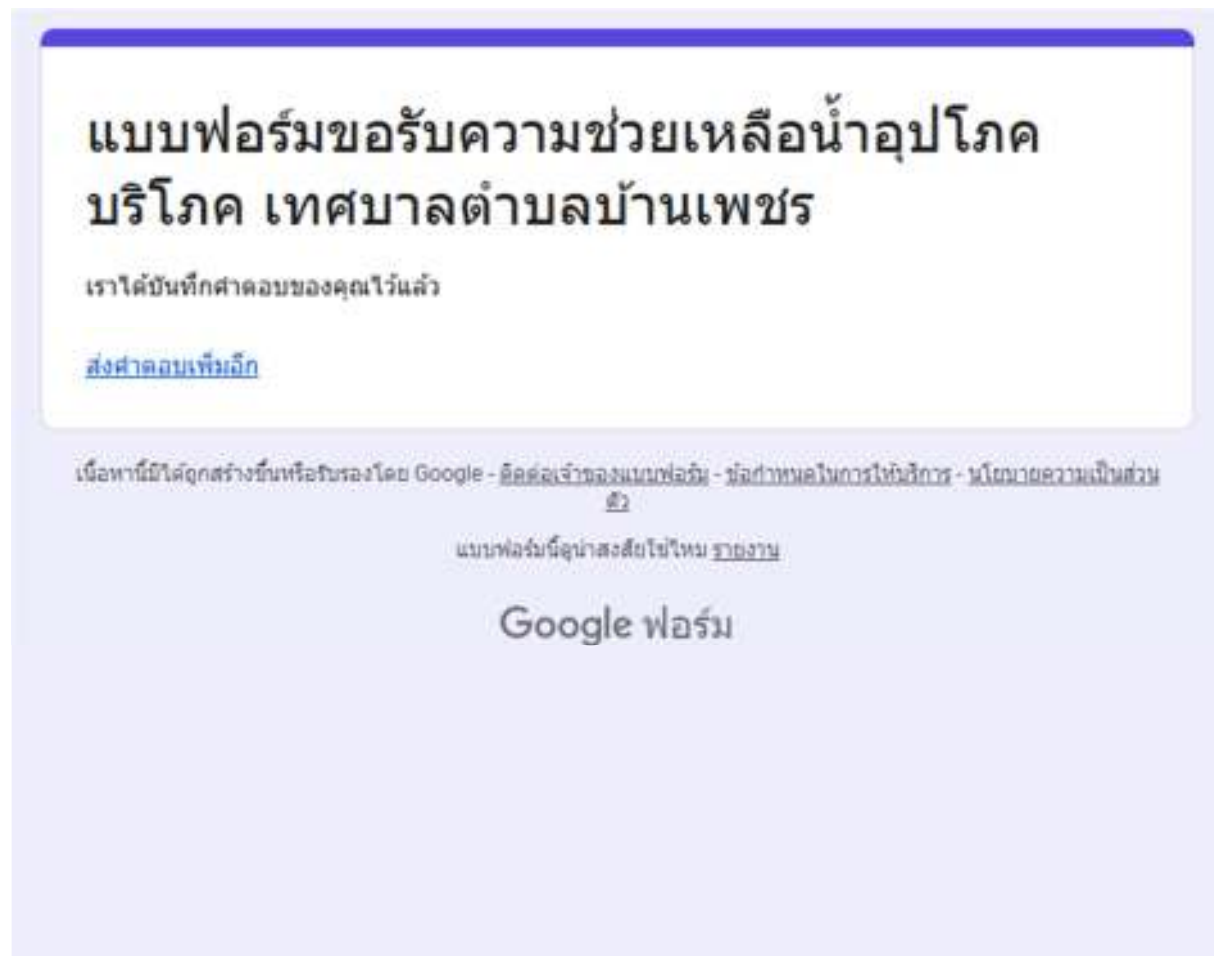 แบบฟอร์มขอรับความช่วยเหลือน้ำอุปโภค
บริโภค เทศบาลตำบลบ้านเพชร
เราได้บันทึกคำตอบของคุณไว้แล้ว
ส่งคำตอบเพิ่มอีก
เนื้อหานี้มิได้ถูกสร้างขึ้นหรือรับรองโดย Google - ติดต่อเจ้าของแบบฟอร์ม - ข้อกำหนดในการให้บริการ - นโยบายความเป็นส่วน
ตัว
แบบฟอร์มนี้ดูน่าสงสัยใช่ไหม รายงาน
Google ฟอร์ม